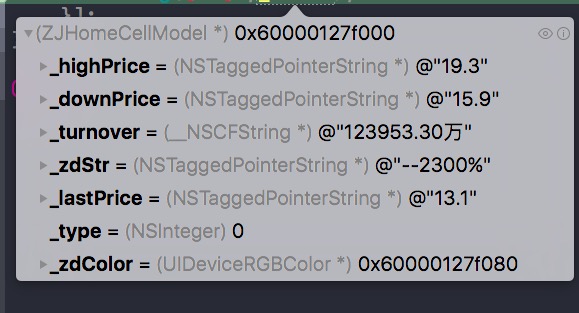 }];
(ZJHomeCellModel *) 0x60000127f000
_highPrice = (NSTaggedPointerString *) @"19.3"
_downPrice = (NSTaggedPointerString *) @"15.9"
_turnover = (__NSCFString *) @"123953.30万"
_zdStr = (NSTaggedPointerString *) @"--2300%"
_lastPrice = (NSTaggedPointerString *) @"13.1"
_type = (NSInteger) 0
_zdColor = (UIDeviceRGBColor *) 0x60000127f080